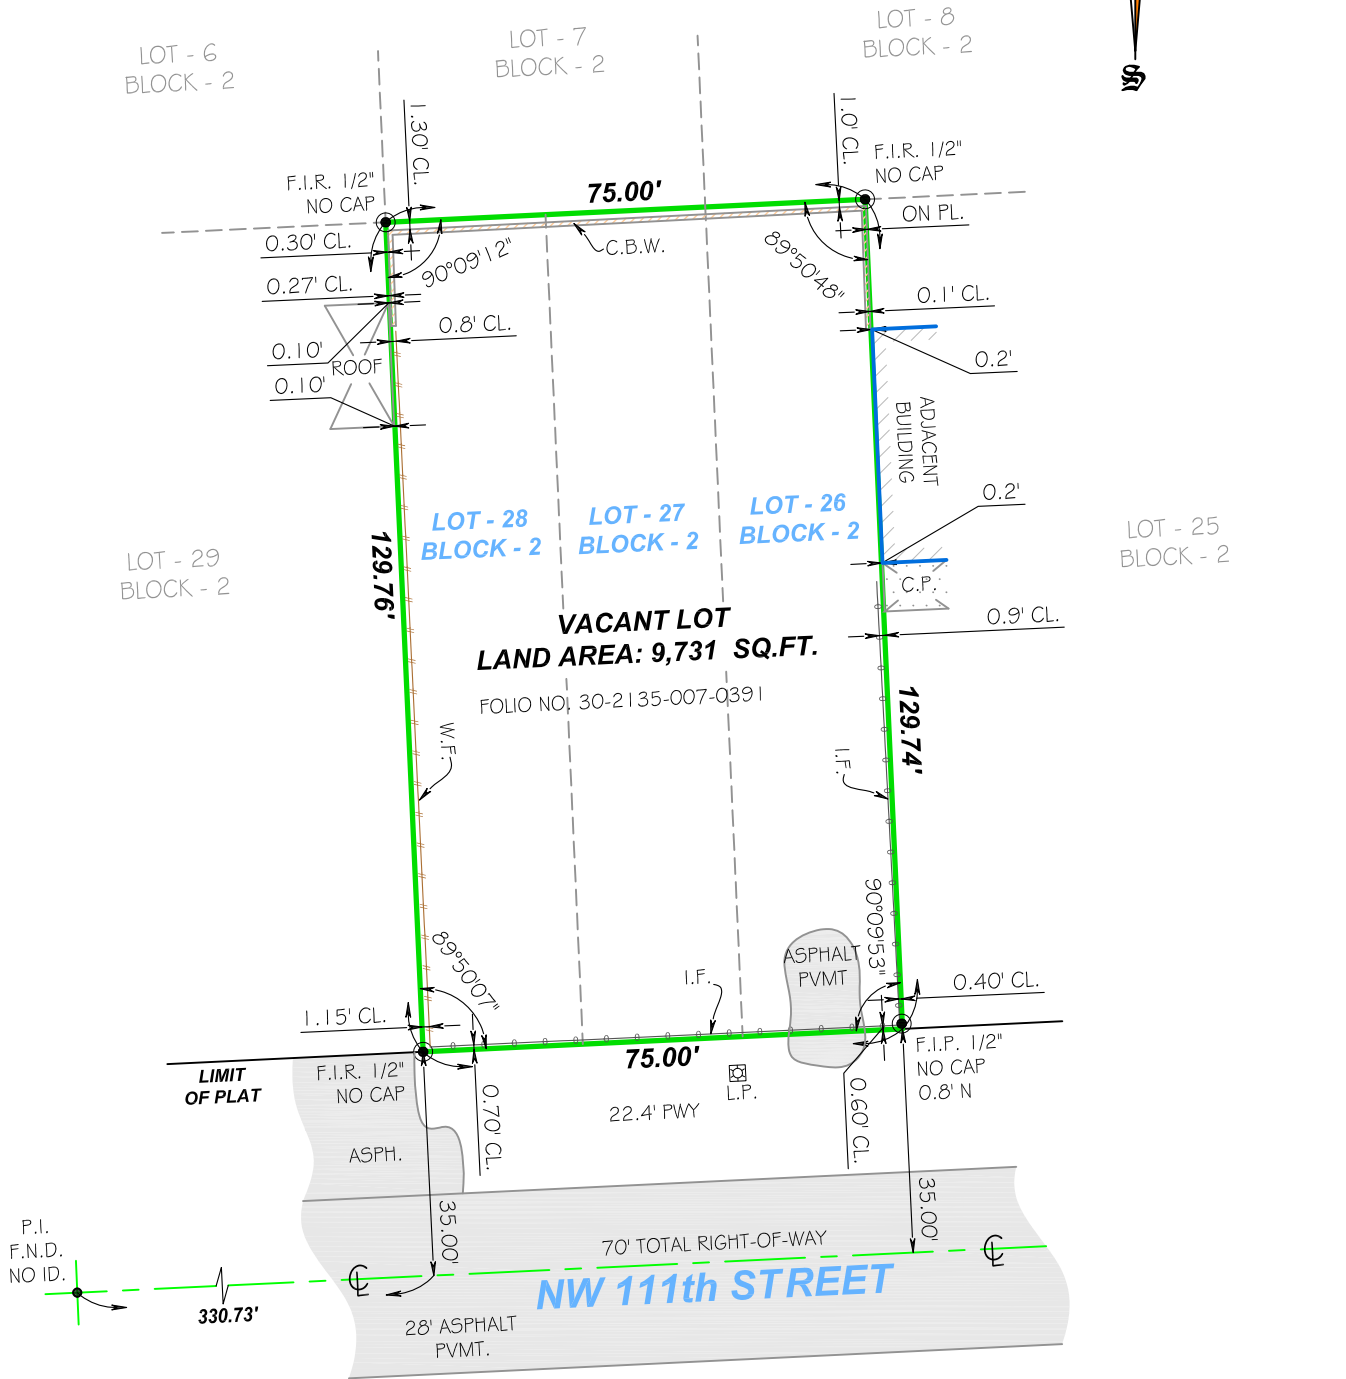 LOT - 6
BLOCK - 2
LOT - 7
BLOCK - 2
LOT - 8
BLOCK - 2
S
1.30' CL.
1.0' CL.
F.I.R. 1/2"
NO CAP
75.00'
F.I.R. 1/2"
NO CAP
ON PL.
0.30' CL.
90°09'12"
C.B.W.
89°50'48"
0.27' CL.
0.1' CL.
0.8' CL.
0.10'
ROOF
0.10'
0.2'
ADJACENT
BUILDING
0.2'
LOT - 28
BLOCK - 2
LOT - 27
BLOCK - 2
LOT - 26
BLOCK - 2
LOT - 29
BLOCK - 2
LOT - 25
BLOCK - 2
129.76'
C.P.
0.9' CL.
VACANT LOT
LAND AREA: 9,731 SQ.FT.
FOLIO NO. 30-2135-007-0391
129.74'
W.F.
I.F.
89°50'07"
90°09'53"
ASPHALT
PVMT
I.F.
0.40' CL.
1.15' CL.
75.00'
F.I.P. 1/2"
NO CAP
0.8' N
LIMIT
OF PLAT
F.I.R. 1/2"
NO CAP
L.P.
22.4' PWY
0.70' CL.
0.60' CL.
ASPH.
35.00'
35.00'
P.I.
F.N.D.
NO ID.
330.73'
CL
70' TOTAL RIGHT-OF-WAY
CL
NW 111th STREET
28' ASPHALT
PVMT.